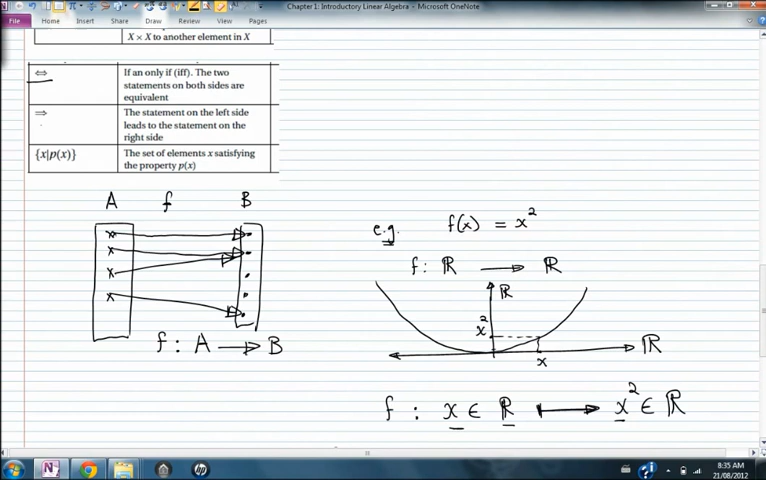 Chapter 1: Introductory Linear Algebra - Microsoft OneNote
File Home Insert Share Draw Review View Pages
X × X to another element in X
⇔ If an only if (iff). The two
statements on both sides are
equivalent
⇒ The statement on the left side
leads to the statement on the
right side
{x|p(x)} The set of elements x satisfying
the property p(x)
A f B
f : A → B
e.g. f(x) = x²
f: ℝ → ℝ
ℝ
x²
ℝ
x
f : x ∈ ℝ ↦ x² ∈ ℝ
8:35 AM
21/08/2012